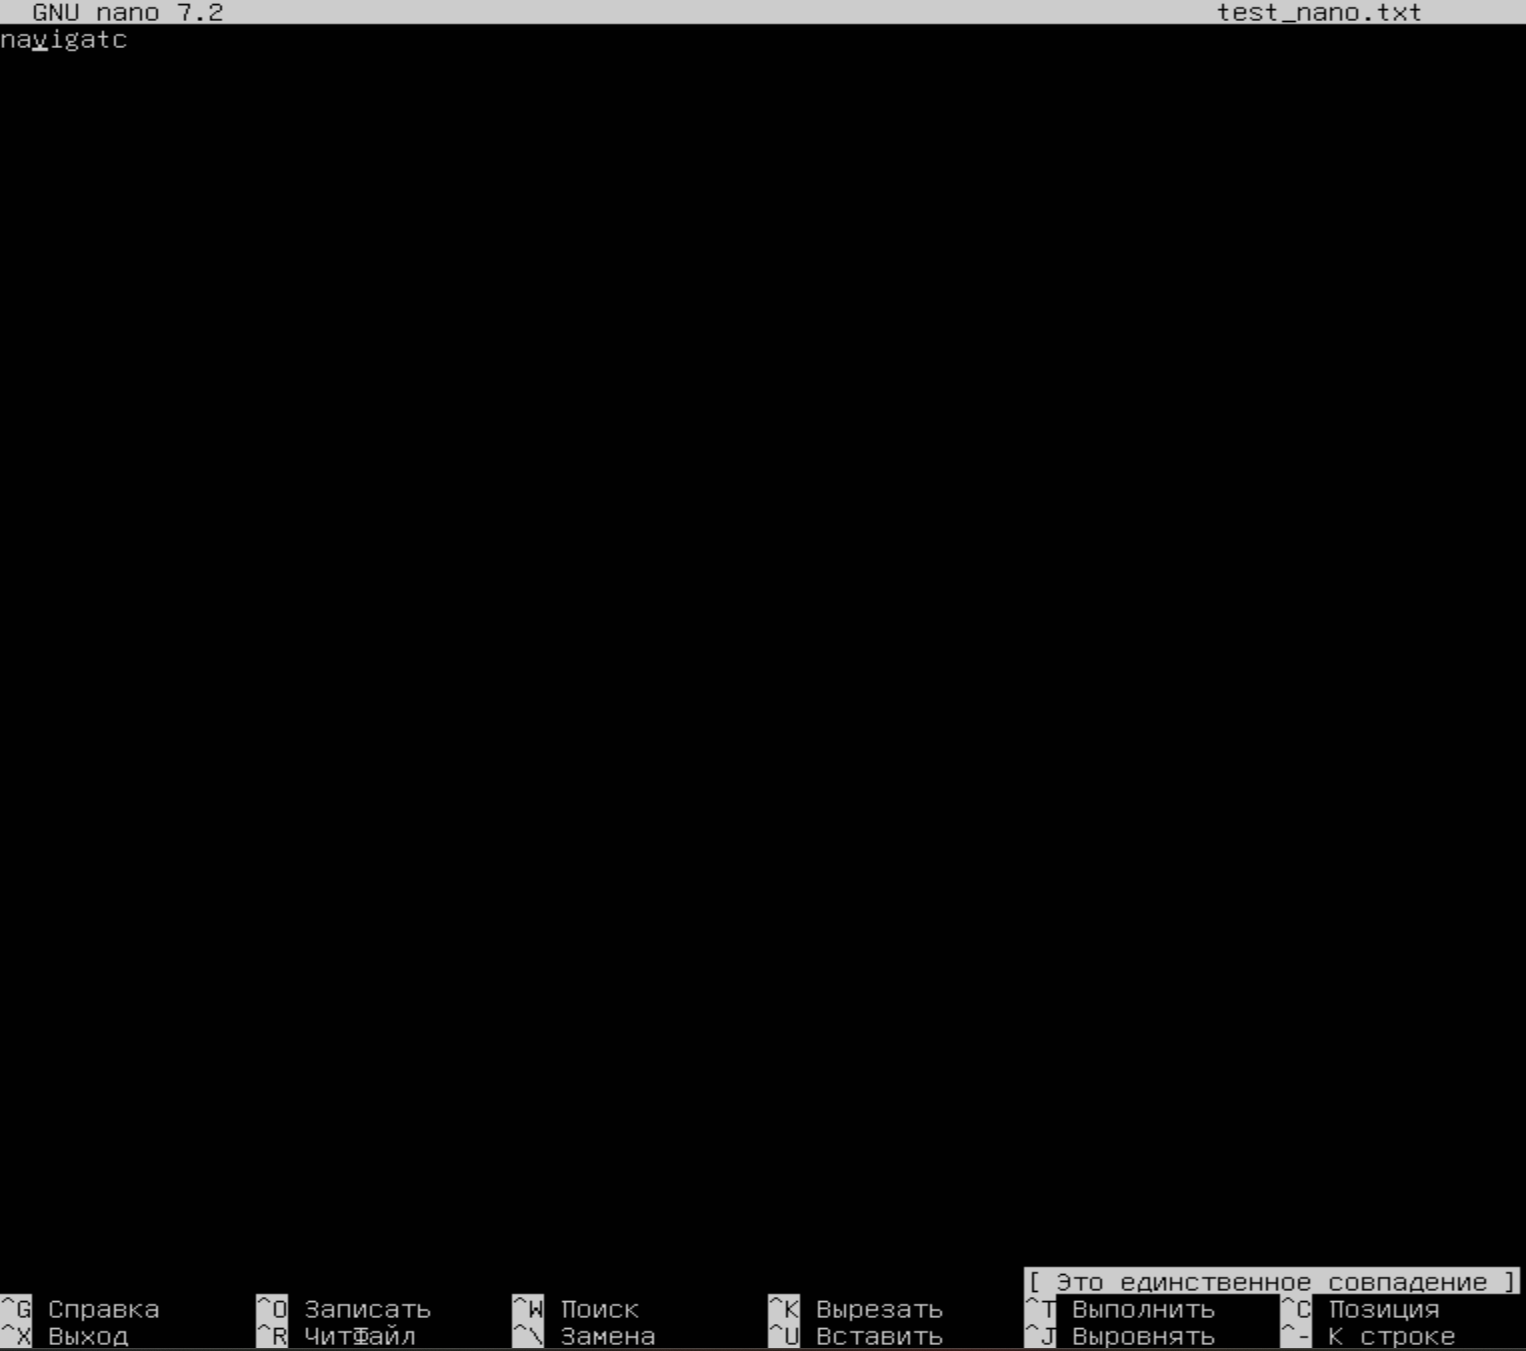 GNU nano 7.2 test_nano.txt
navigatc
[ Это единственное совпадение ]
^G Справка ^O Записать ^W Поиск ^K Вырезать ^T Выполнить ^C Позиция
^X Выход ^R ЧитФайл ^\ Замена ^U Вставить ^J Выровнять ^- К строке